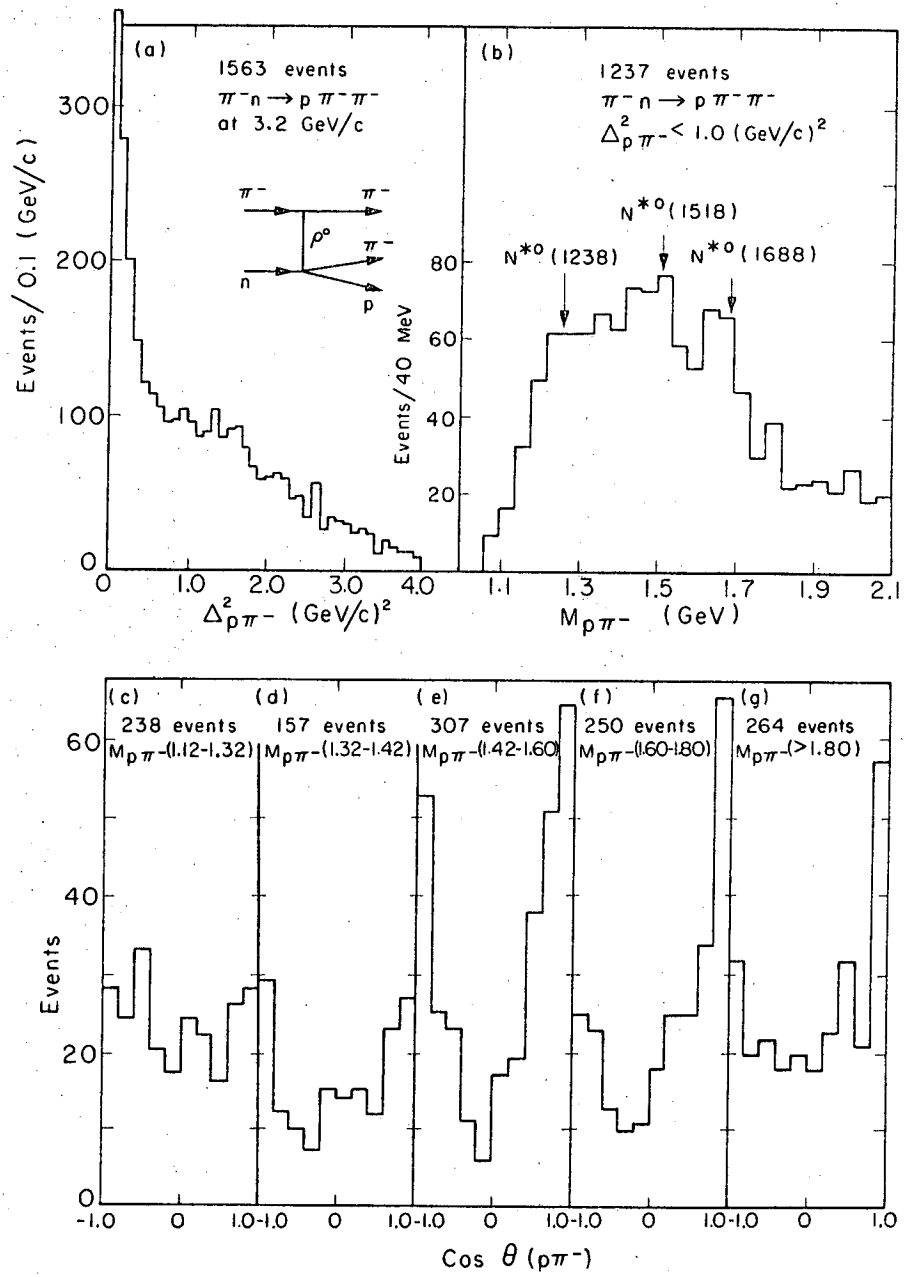 (a)
1563 events
π⁻n → p π⁻π⁻
at 3.2 GeV/c
π⁻ π⁻
ρ⁰
π⁻
n
p
Events/ 0.1 (GeV/c)
300
200
100
0
0 1.0 2.0 3.0 4.0
Δ²pπ⁻ (GeV/c)²
(b)
1237 events
π⁻ n → p π⁻π⁻
Δ²pπ⁻ < 1.0 (GeV/c)²
N*⁰(1518)
N*⁰(1238)
N*⁰(1688)
Events/40 MeV
80
60
40
20
1.1 1.3 1.5 1.7 1.9 2.1
Mpπ⁻ (GeV)
(c)
238 events
Mpπ⁻(1.12-1.32)
(d)
157 events
Mpπ⁻(1.32-1.42)
(e)
307 events
Mpπ⁻(1.42-1.60)
(f)
250 events
Mpπ⁻(1.60-1.80)
(g)
264 events
Mpπ⁻(>1.80)
Events
60
40
20
0
-1.0 0 1.0-1.0 0 1.0-1.0 0 1.0-1.0 0 1.0-1.0 0 1.0
Cos θ (pπ⁻)